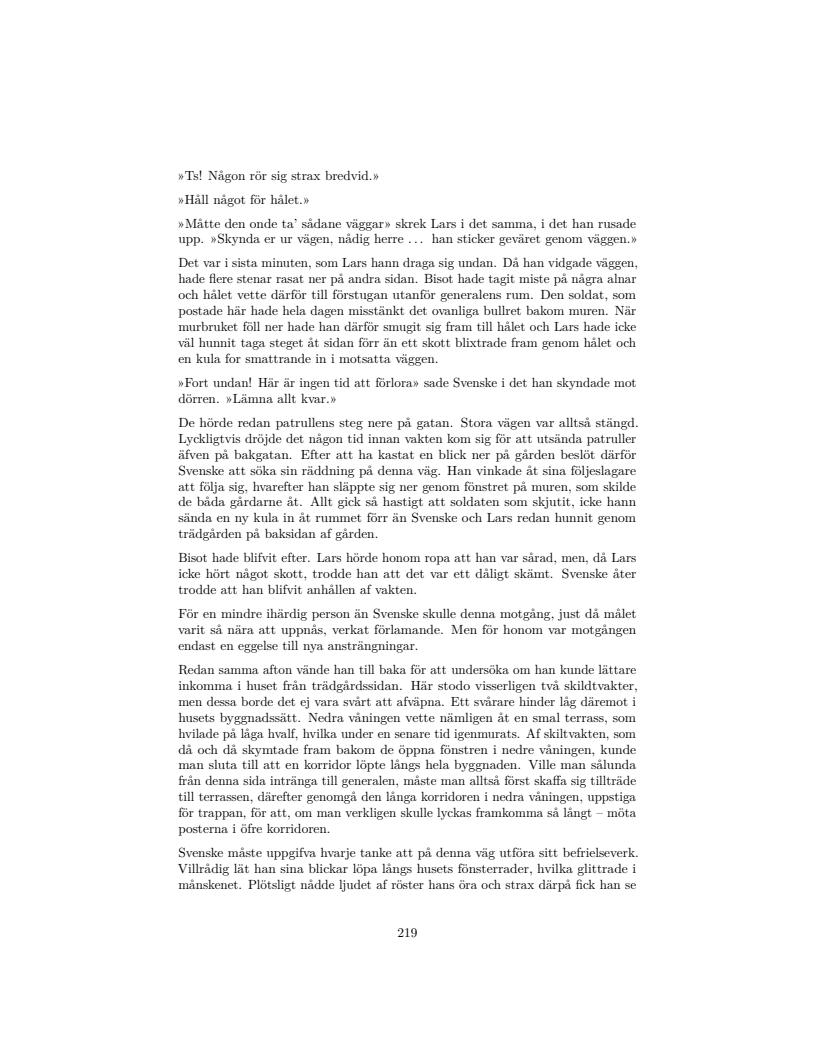 »Ts! Någon rör sig strax bredvid.»
»Håll något för hålet.»
»Måtte den onde ta’ sådane väggar» skrek Lars i det samma, i det han rusade
upp. »Skynda er ur vägen, nådig herre ... han sticker geväret genom väggen.»
Det var i sista minuten, som Lars hann draga sig undan. Då han vidgade väggen,
hade flere stenar rasat ner på andra sidan. Bisot hade tagit miste på några alnar
och hålet vette därför till förstugan utanför generalens rum. Den soldat, som
postade här hade hela dagen misstänkt det ovanliga bullret bakom muren. När
murbruket föll ner hade han därför smugit sig fram till hålet och Lars hade icke
väl hunnit taga steget åt sidan förr än ett skott blixtrade fram genom hålet och
en kula for smattrande in i motsatta väggen.
»Fort undan! Här är ingen tid att förlora» sade Svenske i det han skyndade mot
dörren. »Lämna allt kvar.»
De hörde redan patrullens steg nere på gatan. Stora vägen var alltså stängd.
Lyckligtvis dröjde det någon tid innan vakten kom sig för att utsända patruller
äfven på bakgatan. Efter att ha kastat en blick ner på gården beslöt därför
Svenske att söka sin räddning på denna väg. Han vinkade åt sina följeslagare
att följa sig, hvarefter han släppte sig ner genom fönstret på muren, som skilde
de båda gårdarne åt. Allt gick så hastigt att soldaten som skjutit, icke hann
sända en ny kula in åt rummet förr än Svenske och Lars redan hunnit genom
trädgården på baksidan af gården.
Bisot hade blifvit efter. Lars hörde honom ropa att han var sårad, men, då Lars
icke hört något skott, trodde han att det var ett dåligt skämt. Svenske åter
trodde att han blifvit anhållen af vakten.
För en mindre ihärdig person än Svenske skulle denna motgång, just då målet
varit så nära att uppnås, verkat förlamande. Men för honom var motgången
endast en eggelse till nya ansträngningar.
Redan samma afton vände han till baka för att undersöka om han kunde lättare
inkomma i huset från trädgårdssidan. Här stodo visserligen två skildtvakter,
men dessa borde det ej vara svårt att afväpna. Ett svårare hinder låg däremot i
husets byggnadssätt. Nedra våningen vette nämligen åt en smal terrass, som
hvilade på låga hvalf, hvilka under en senare tid igenmurats. Af skiltvakten, som
då och då skymtade fram bakom de öppna fönstren i nedre våningen, kunde
man sluta till att en korridor löpte långs hela byggnaden. Ville man sålunda
från denna sida intränga till generalen, måste man alltså först skaffa sig tillträde
till terrassen, därefter genomgå den långa korridoren i nedra våningen, uppstiga
för trappan, för att, om man verkligen skulle lyckas framkomma så långt – möta
posterna i öfre korridoren.
Svenske måste uppgifva hvarje tanke att på denna väg utföra sitt befrielseverk.
Villrådig lät han sina blickar löpa långs husets fönsterrader, hvilka glittrade i
månskenet. Plötsligt nådde ljudet af röster hans öra och strax därpå fick han se
219